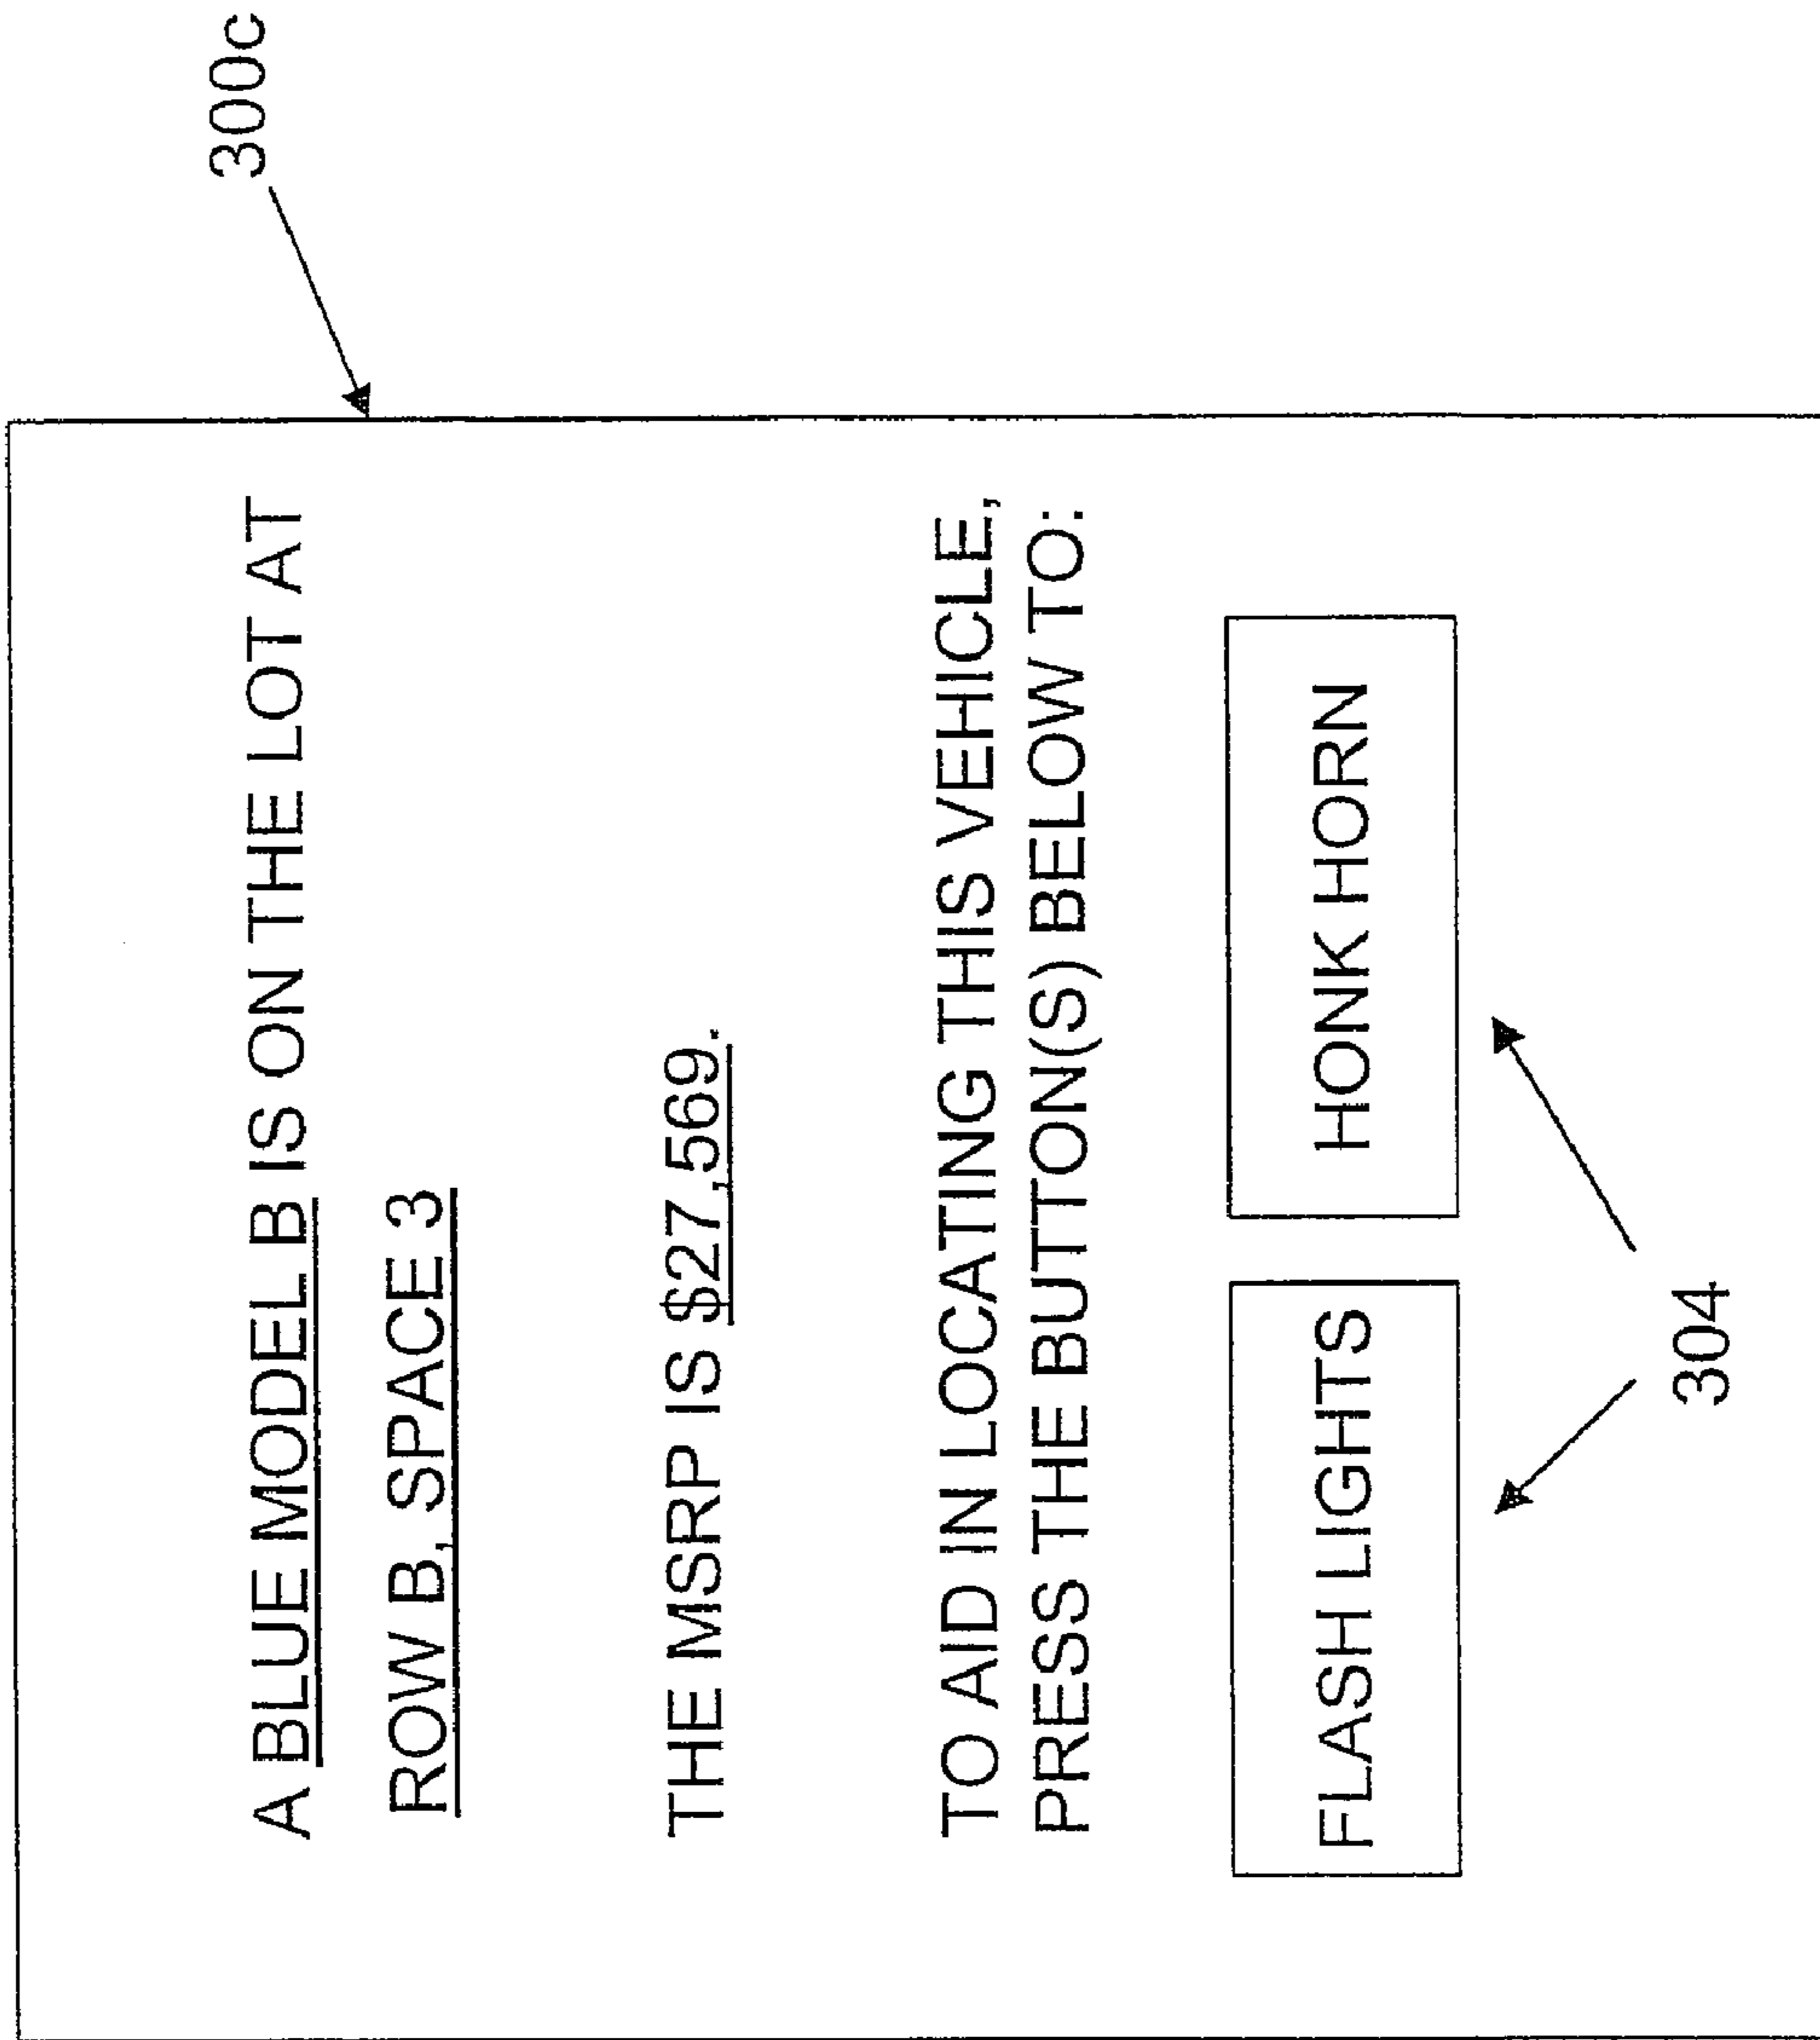 300c
A BLUE MODEL B IS ON THE LOT AT
ROW B, SPACE 3
THE MSRP IS $27,569.
TO AID IN LOCATING THIS VEHICLE,
PRESS THE BUTTON(S) BELOW TO:
FLASH LIGHTS HONK HORN
304